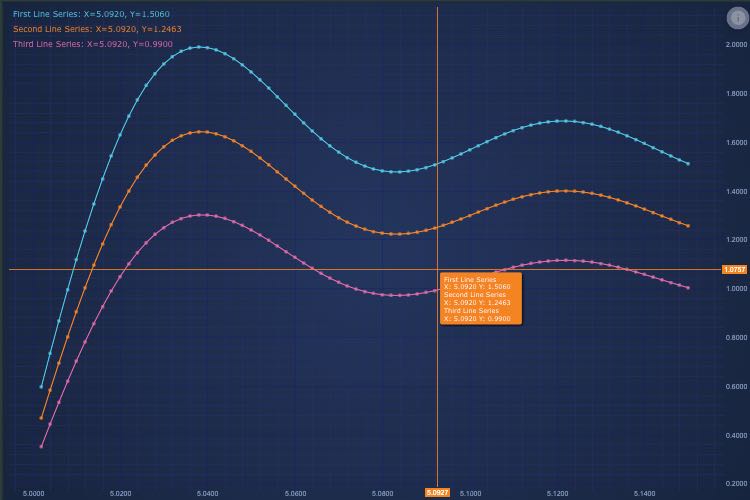 First Line Series: X=5.0920, Y=1.5060
Second Line Series: X=5.0920, Y=1.2463
Third Line Series: X=5.0920, Y=0.9900
i
2.0000
1.8000
1.6000
1.4000
1.2000
1.0757
1.0000
0.8000
0.6000
0.4000
0.2000
First Line Series
X: 5.0920 Y: 1.5060
Second Line Series
X: 5.0920 Y: 1.2463
Third Line Series
X: 5.0920 Y: 0.9900
5.0000 5.0200 5.0400 5.0600 5.0800 5.0927 5.1000 5.1200 5.1400